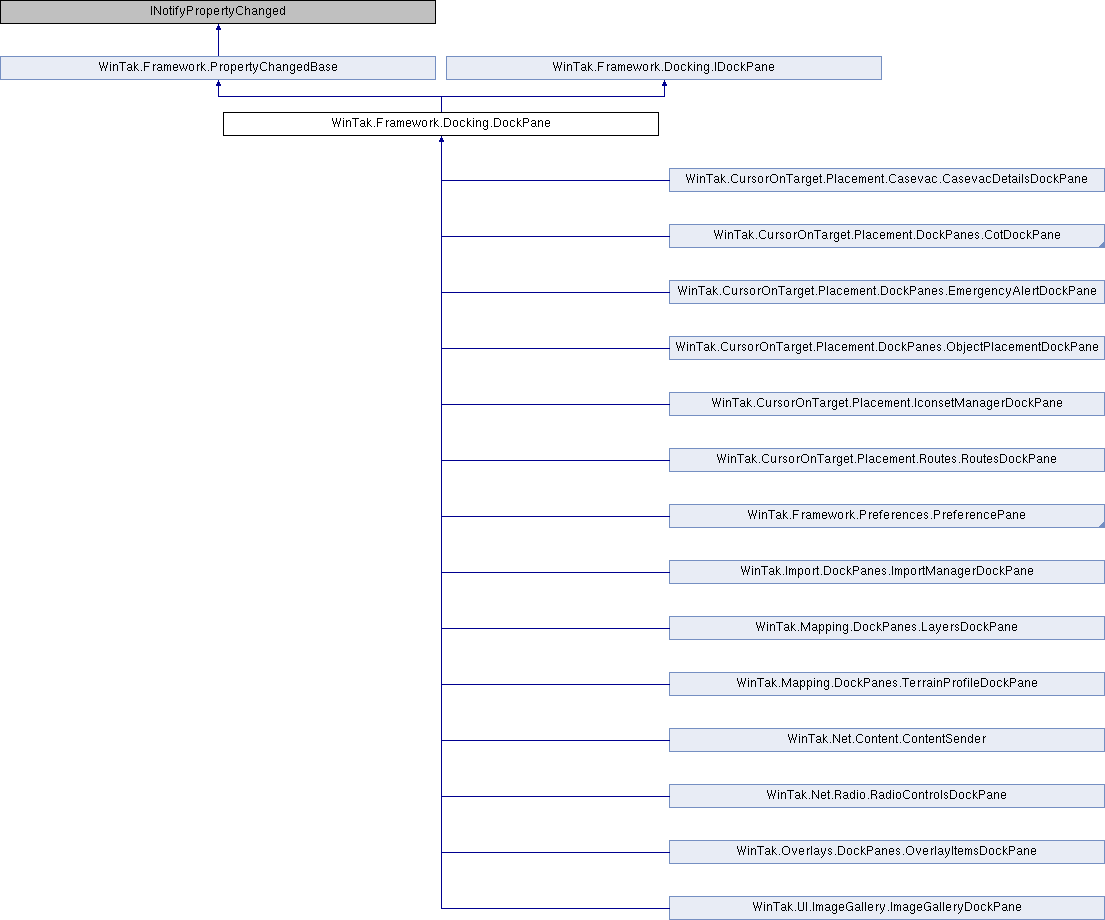 INotifyPropertyChanged
WinTak.Framework.PropertyChangedBase
WinTak.Framework.Docking.IDockPane
WinTak.Framework.Docking.DockPane
WinTak.CursorOnTarget.Placement.Casevac.CasevacDetailsDockPane
WinTak.CursorOnTarget.Placement.DockPanes.CotDockPane
WinTak.CursorOnTarget.Placement.DockPanes.EmergencyAlertDockPane
WinTak.CursorOnTarget.Placement.DockPanes.ObjectPlacementDockPane
WinTak.CursorOnTarget.Placement.IconsetManagerDockPane
WinTak.CursorOnTarget.Placement.Routes.RoutesDockPane
WinTak.Framework.Preferences.PreferencePane
WinTak.Import.DockPanes.ImportManagerDockPane
WinTak.Mapping.DockPanes.LayersDockPane
WinTak.Mapping.DockPanes.TerrainProfileDockPane
WinTak.Net.Content.ContentSender
WinTak.Net.Radio.RadioControlsDockPane
WinTak.Overlays.DockPanes.OverlayItemsDockPane
WinTak.UI.ImageGallery.ImageGalleryDockPane